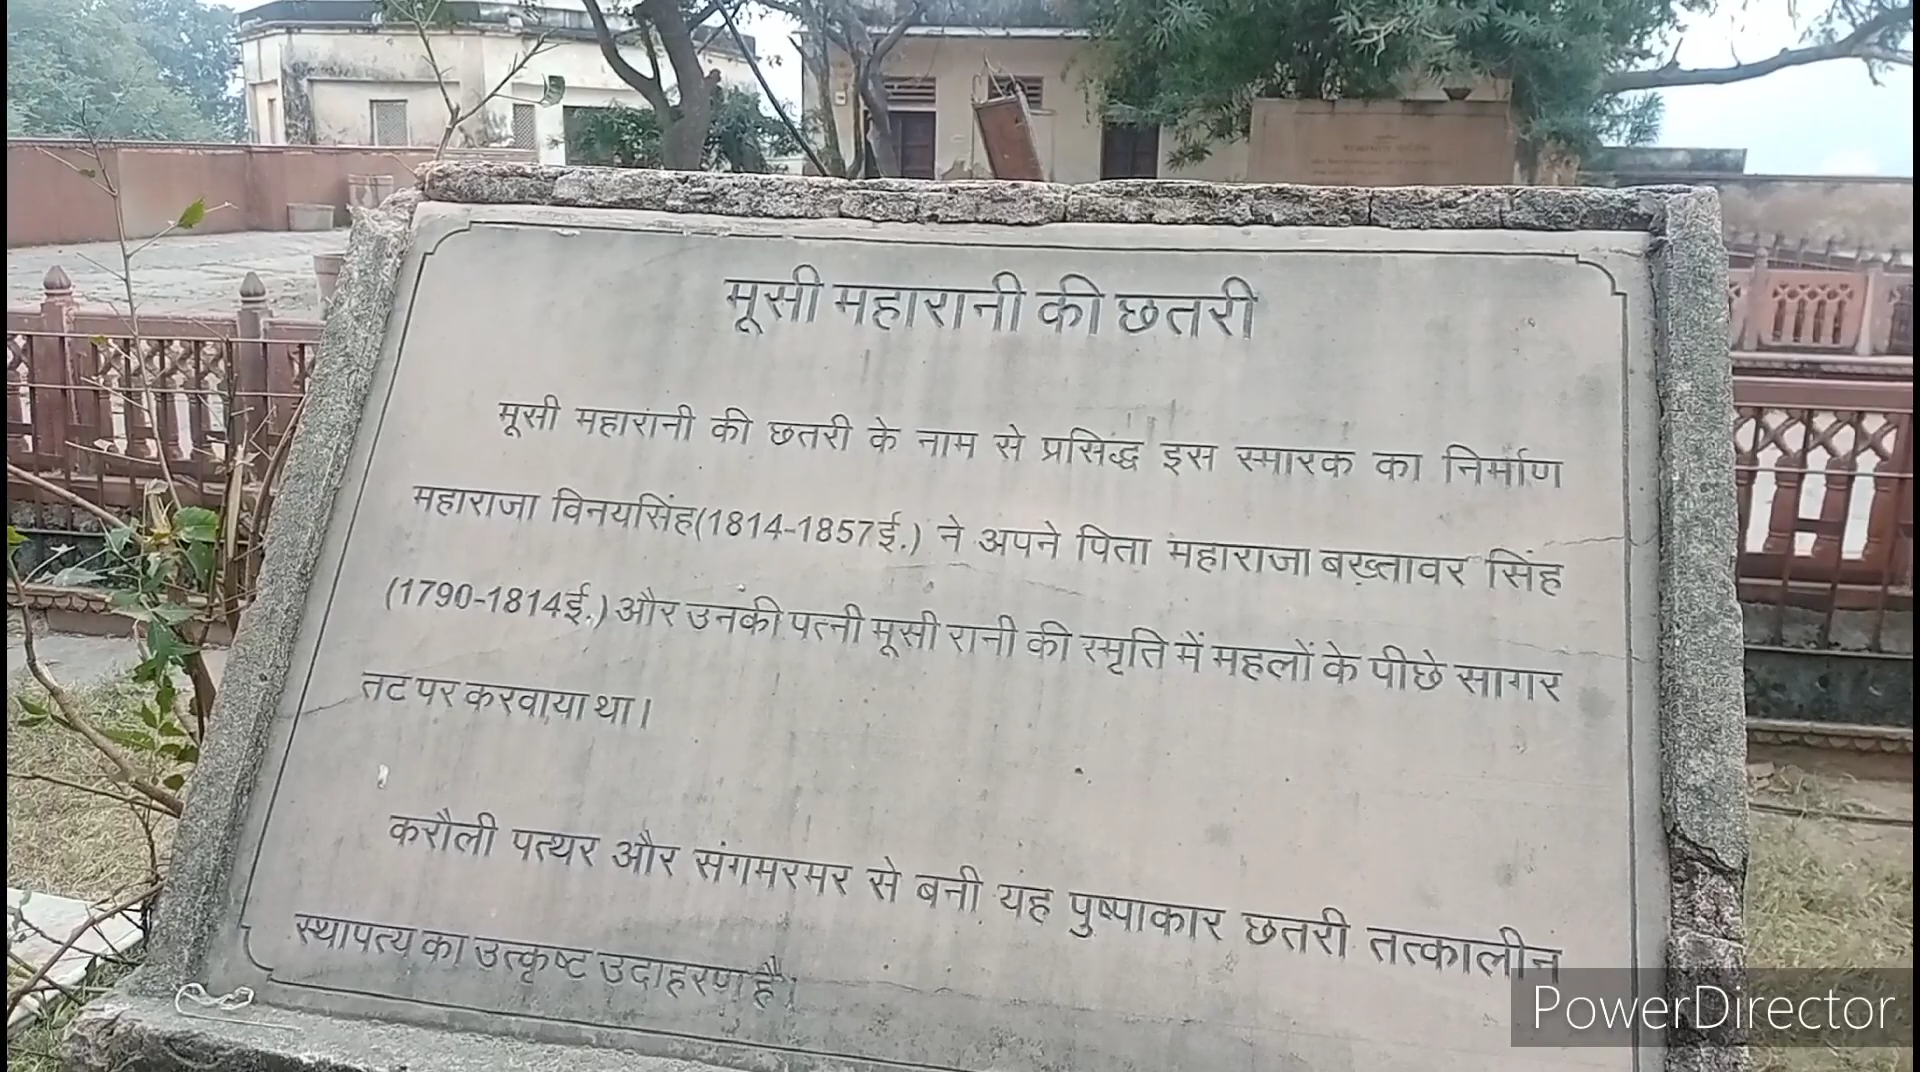 मूसी महारानी की छतरी
मूसी महारांनी की छतरी के नाम से प्रसिद्ध इस स्मारक का निर्माण
महाराजा विनयसिंह(1814-1857ई.) ने अपने पिता महाराजा बख़्तावर सिंह
(1790-1814ई.) और उनकी पत्नी मूसी रानी की स्मृति में महलों के पीछे सागर
तट पर करवाया था।
करौली पत्थर और संगमरमर से बनी यह पुष्पाकार छतरी तत्कालीन
स्थापत्य का उत्कृष्ट उदाहरण है।
PowerDirector